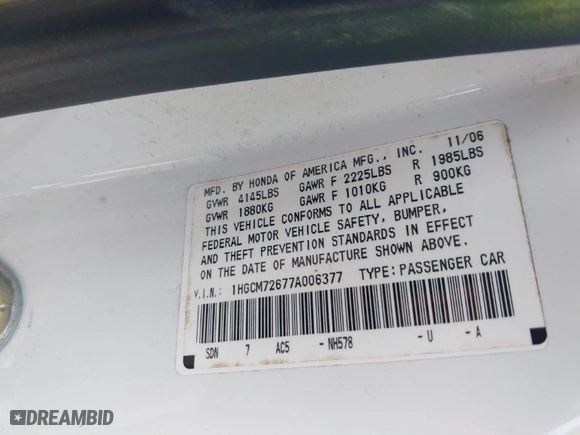 MFD. BY HONDA OF AMERICA MFG., INC. 11/06
GVWR 4145LBS GAWR F 2225LBS R 1985LBS
GVWR 1880KG GAWR F 1010KG R 900KG
THIS VEHICLE CONFORMS TO ALL APPLICABLE
FEDERAL MOTOR VEHICLE SAFETY, BUMPER,
AND THEFT PREVENTION STANDARDS IN EFFECT
ON THE DATE OF MANUFACTURE SHOWN ABOVE.
V.I.N.: 1HGCM72677A006377 TYPE: PASSENGER CAR
SDN 7 AC5 - NH578 - U - A
DREAMBID